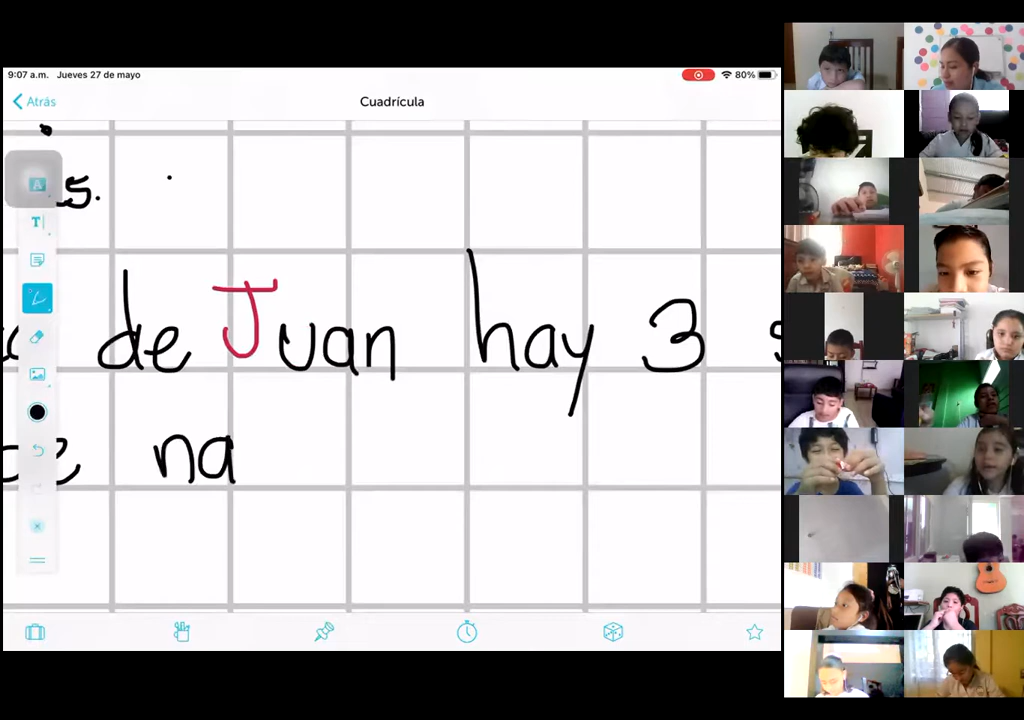 9:07 a.m. Jueves 27 de mayo 80%
Atrás
Cuadrícula
s.
de Juan hay 3
na